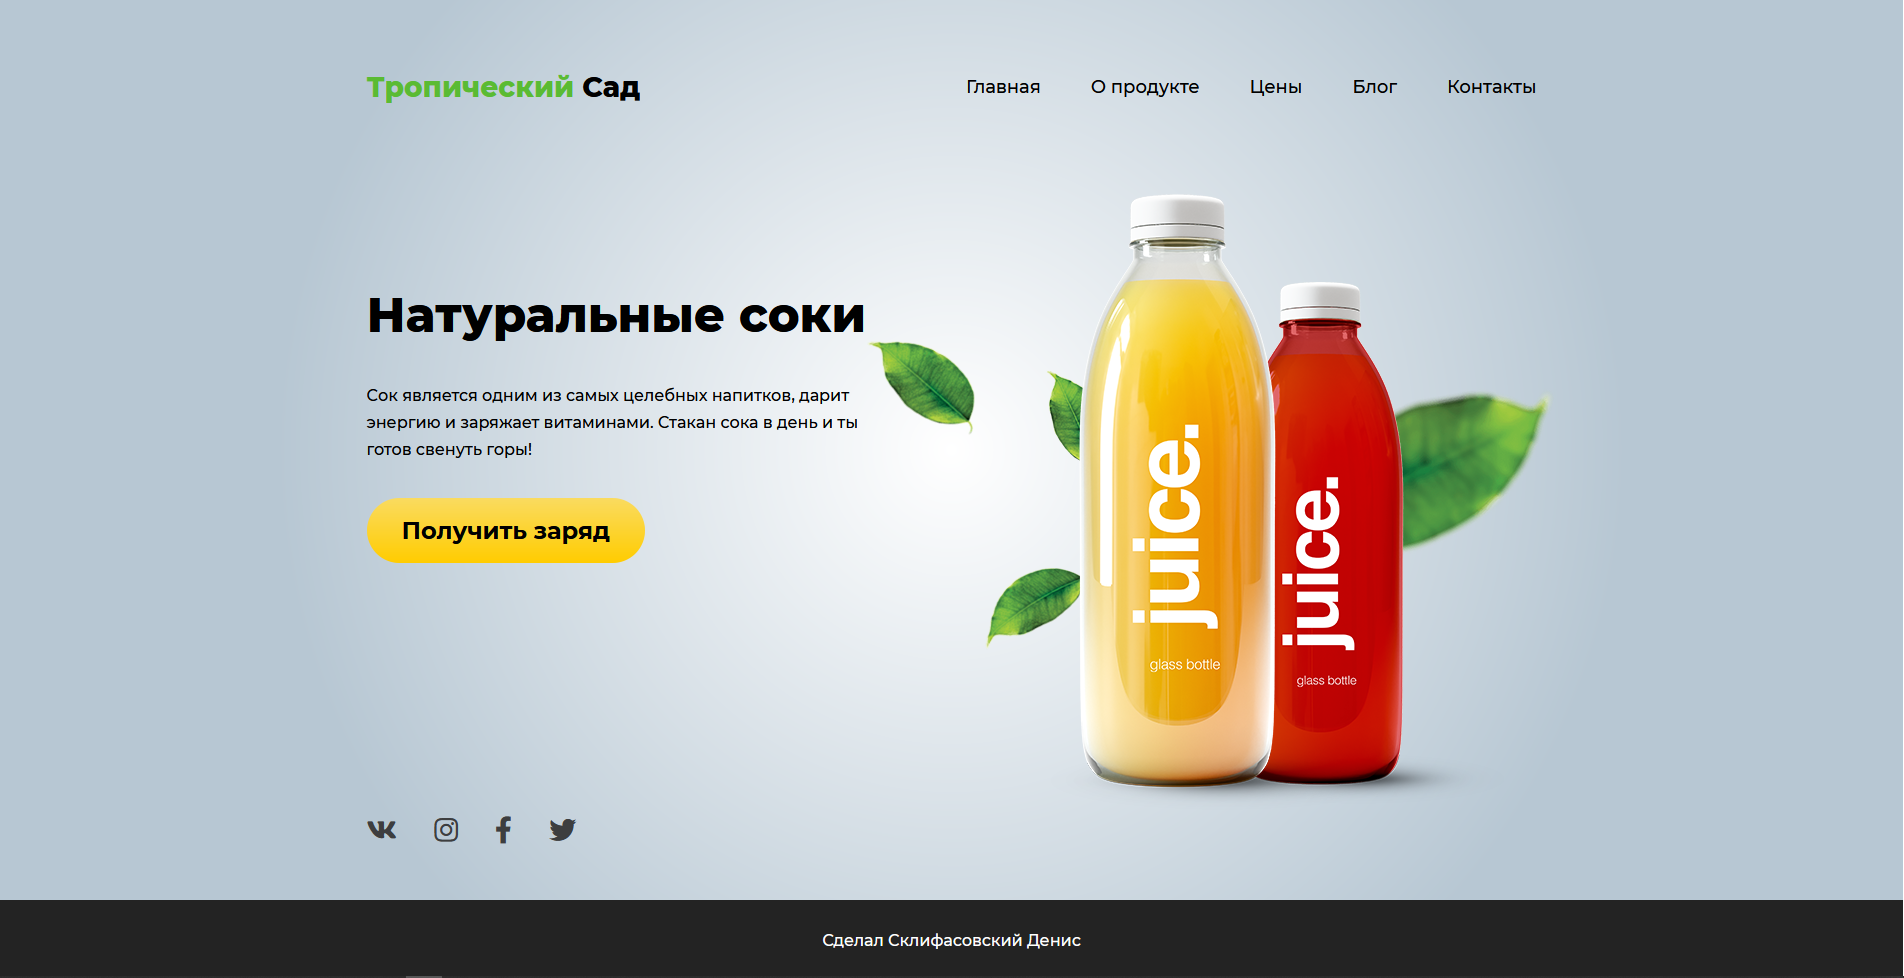 Тропический Сад
Главная
О продукте
Цены
Блог
Контакты
Натуральные соки
Сок является одним из самых целебных напитков, дарит
энергию и заряжает витаминами. Стакан сока в день и ты
готов свенуть горы!
Получить заряд
juice.
glass bottle
juice.
glass bottle
Сделал Склифасовский Денис